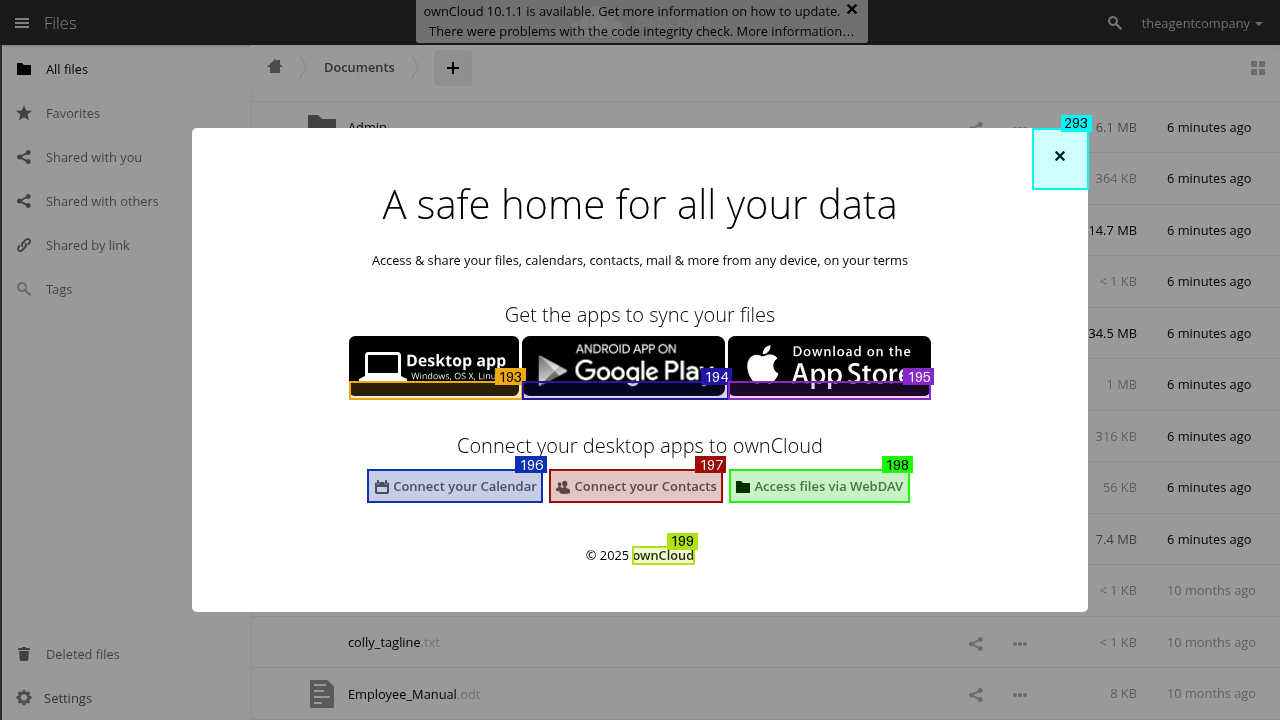 ownCloud 10.1.1 is available. Get more information on how to update.
There were problems with the code integrity check. More information…
Files
theagentcompany
All files
Favorites
Shared with you
Shared with others
Shared by link
Tags
Deleted files
Settings
Documents
+
Admin
6.1 MB 6 minutes ago
364 KB 6 minutes ago
14.7 MB 6 minutes ago
< 1 KB 6 minutes ago
34.5 MB 6 minutes ago
1 MB 6 minutes ago
316 KB 6 minutes ago
56 KB 6 minutes ago
7.4 MB 6 minutes ago
< 1 KB 10 months ago
colly_tagline.txt < 1 KB 10 months ago
Employee_Manual.odt 8 KB 10 months ago
293
A safe home for all your data
Access & share your files, calendars, contacts, mail & more from any device, on your terms
Get the apps to sync your files
Desktop app
Windows, OS X,
193
ANDROID APP ON
Google Play
194
Download on the
App Store
195
Connect your desktop apps to ownCloud
196
Connect your Calendar
197
Connect your Contacts
198
Access files via WebDAV
199
© 2025 ownCloud